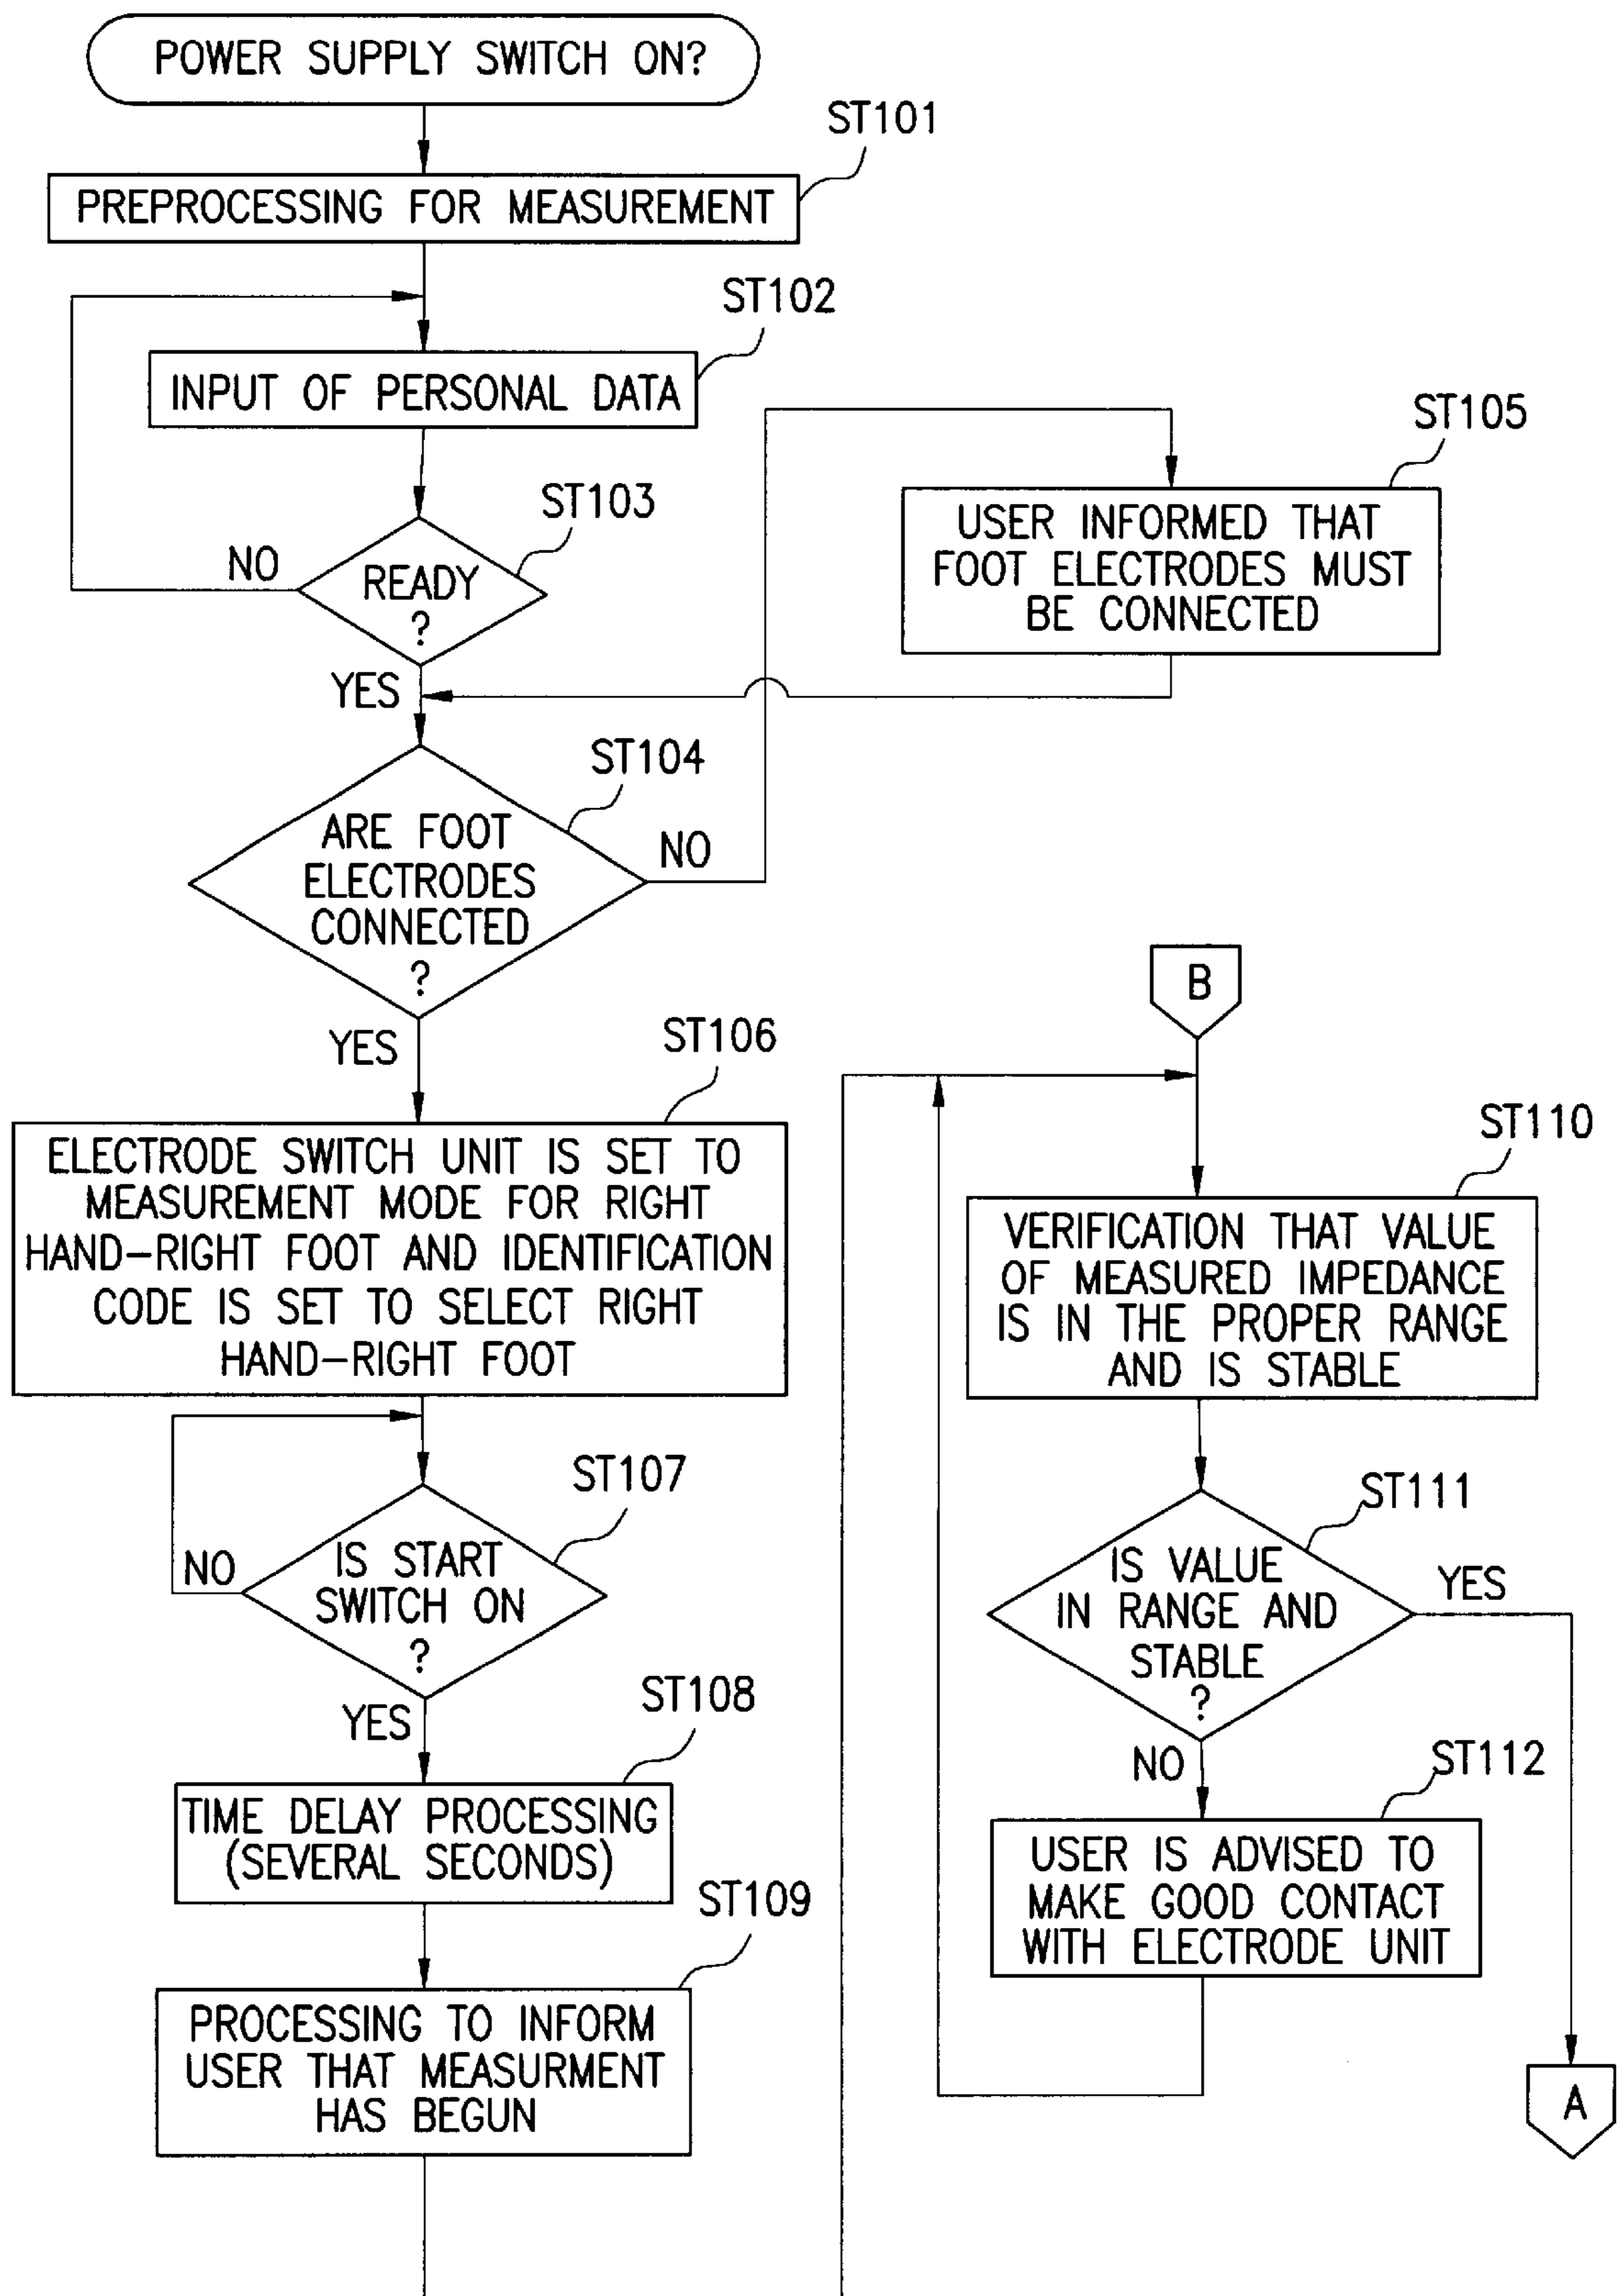 POWER SUPPLY SWITCH ON?
ST101
PREPROCESSING FOR MEASUREMENT
ST102
INPUT OF PERSONAL DATA
ST103
READY
?
NO
YES
ST104
ARE FOOT
ELECTRODES
CONNECTED
?
NO
YES
ST105
USER INFORMED THAT
FOOT ELECTRODES MUST
BE CONNECTED
ST106
ELECTRODE SWITCH UNIT IS SET TO
MEASUREMENT MODE FOR RIGHT
HAND-RIGHT FOOT AND IDENTIFICATION
CODE IS SET TO SELECT RIGHT
HAND-RIGHT FOOT
ST107
IS START
SWITCH ON
?
NO
YES
ST108
TIME DELAY PROCESSING
(SEVERAL SECONDS)
ST109
PROCESSING TO INFORM
USER THAT MEASURMENT
HAS BEGUN
B
ST110
VERIFICATION THAT VALUE
OF MEASURED IMPEDANCE
IS IN THE PROPER RANGE
AND IS STABLE
ST111
IS VALUE
IN RANGE AND
STABLE
?
YES
NO
ST112
USER IS ADVISED TO
MAKE GOOD CONTACT
WITH ELECTRODE UNIT
A